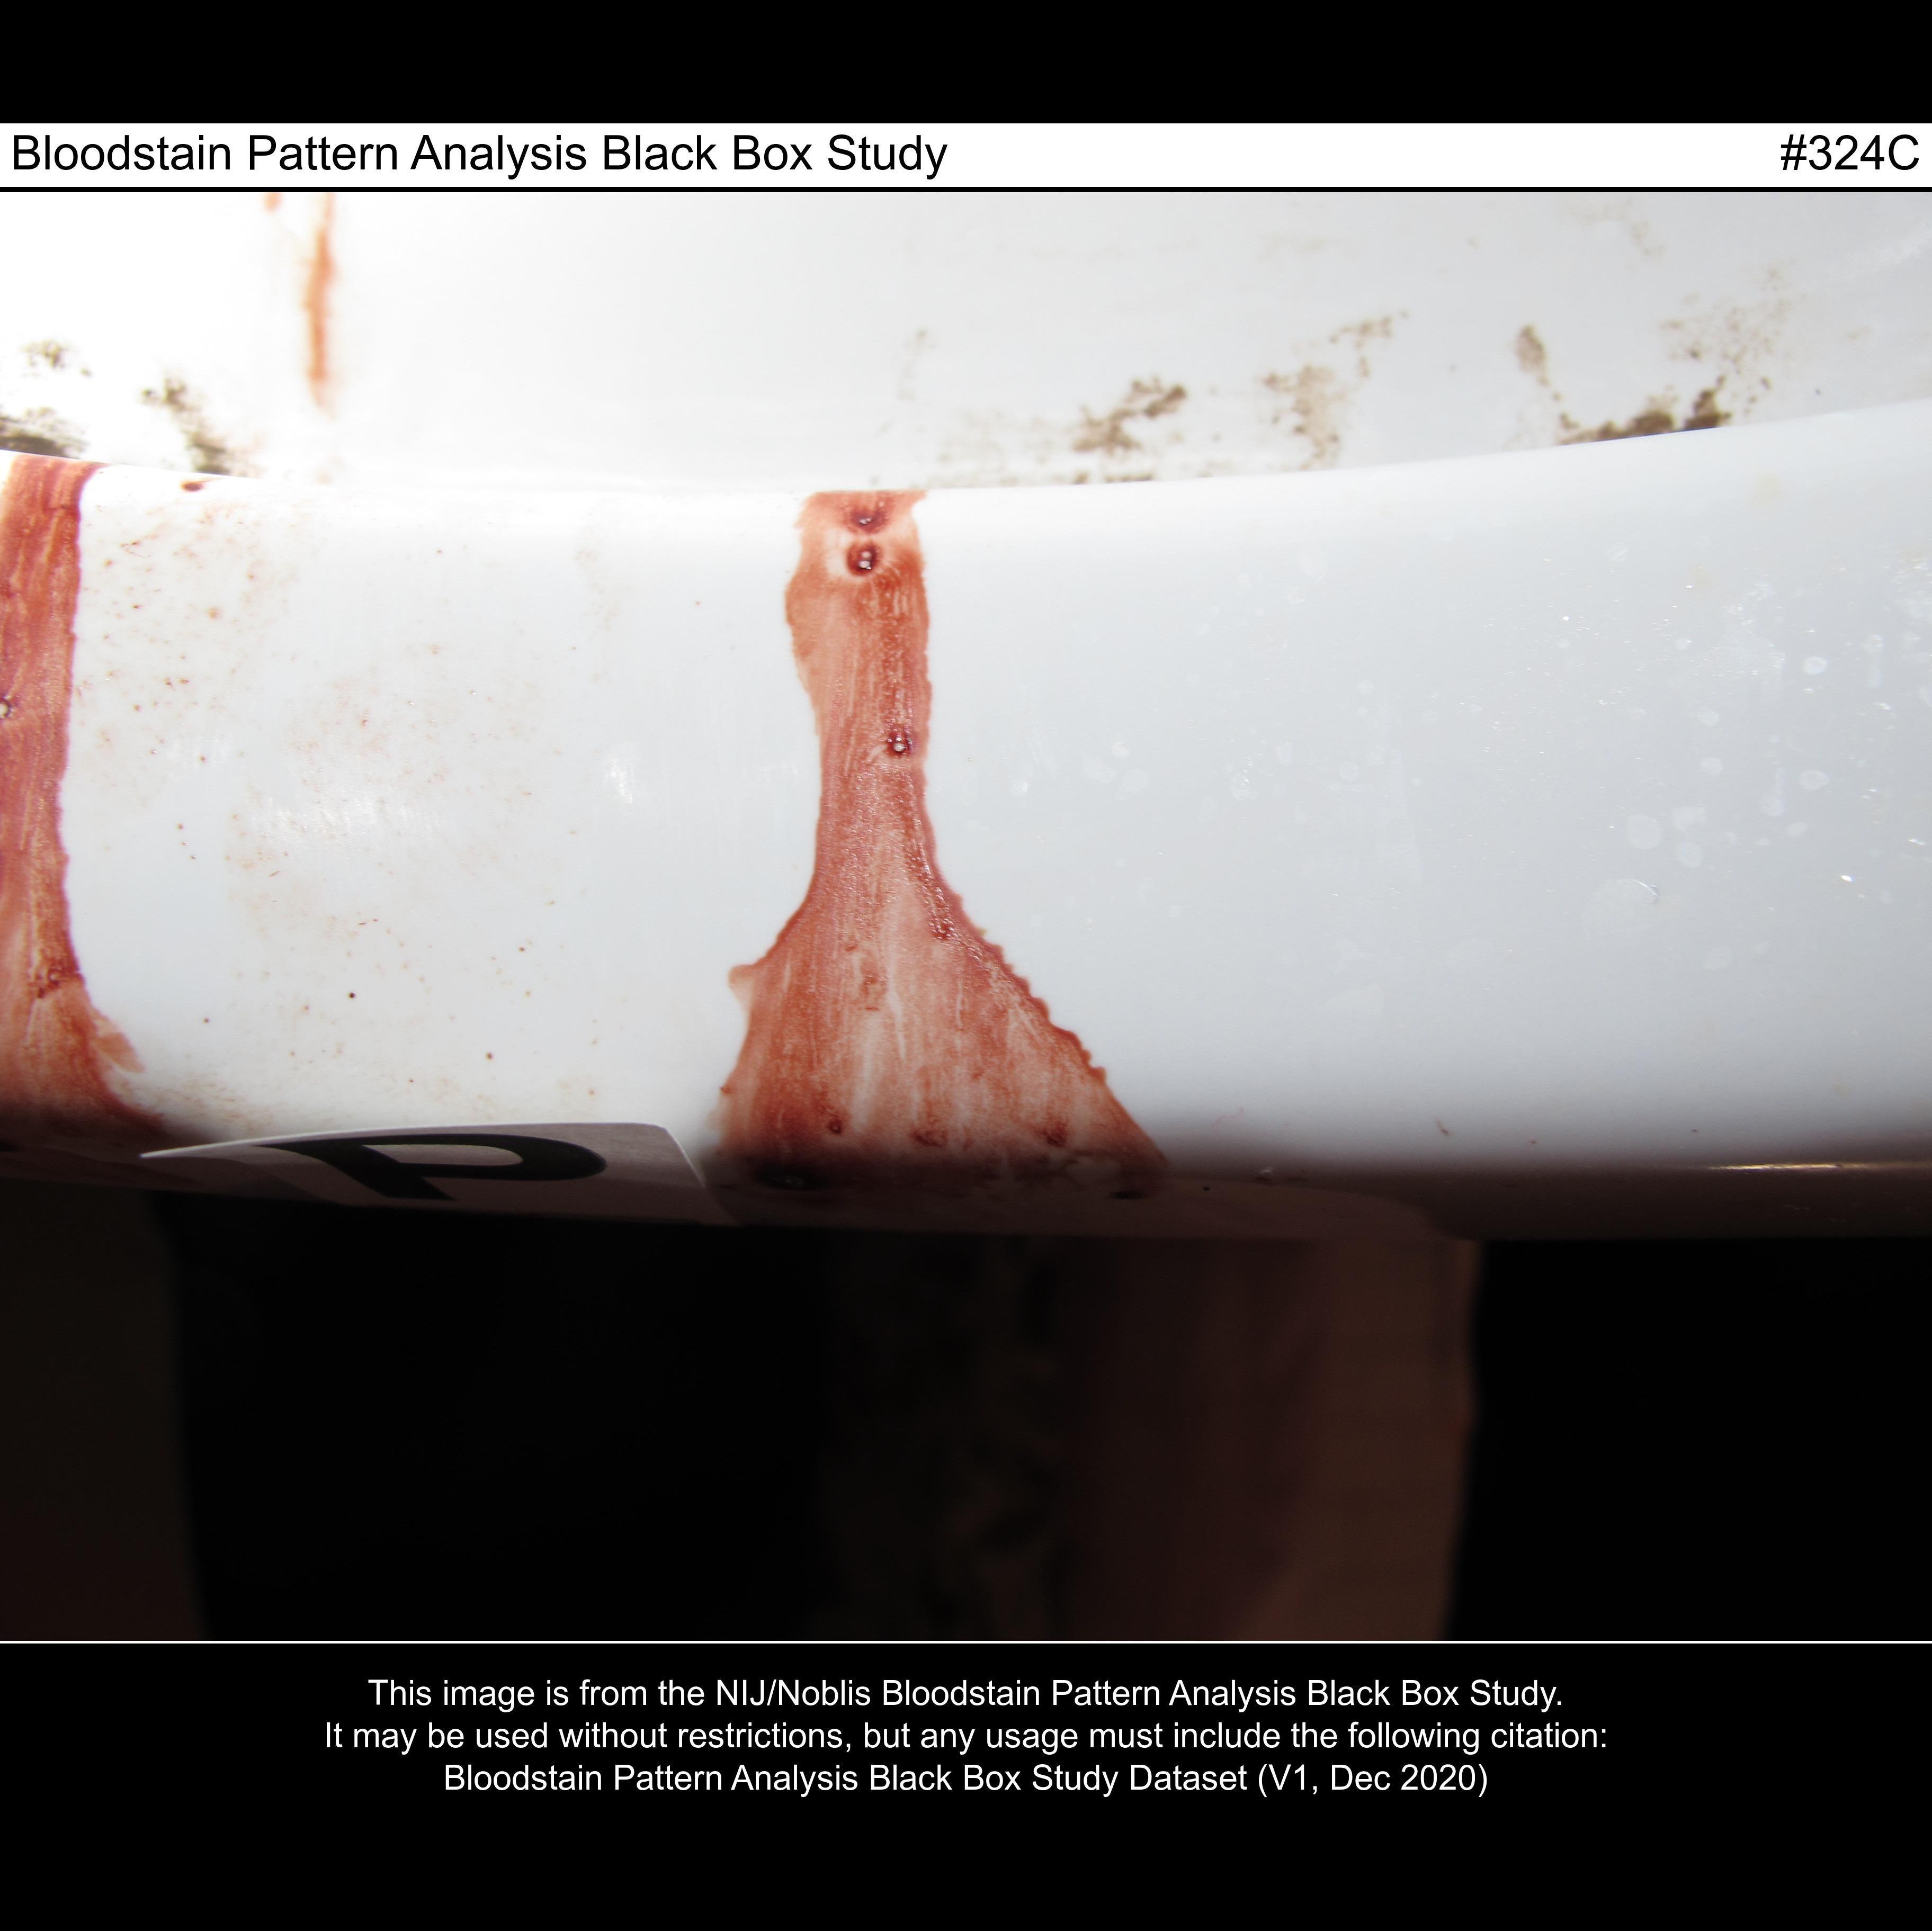 Bloodstain Pattern Analysis Black Box Study #324C
P
This image is from the NIJ/Noblis Bloodstain Pattern Analysis Black Box Study.
It may be used without restrictions, but any usage must include the following citation:
Bloodstain Pattern Analysis Black Box Study Dataset (V1, Dec 2020)